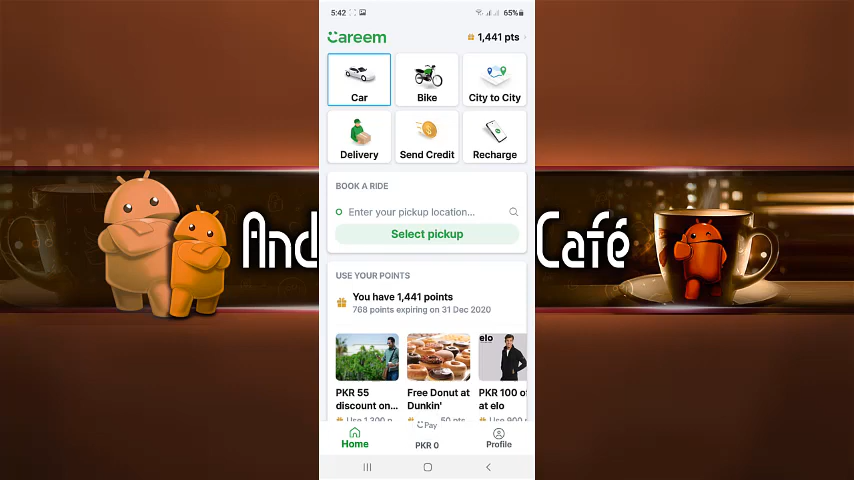 5:42
65%
Careem
1,441 pts
Car
Bike
City to City
Delivery
Send Credit
Recharge
BOOK A RIDE
Enter your pickup location...
Select pickup
USE YOUR POINTS
You have 1,441 points
768 points expiring on 31 Dec 2020
elo
PKR 55
discount on...
Free Donut at
Dunkin'
PKR 100 o
at elo
50 pts
Pay
Home
PKR 0
Profile
And
Café